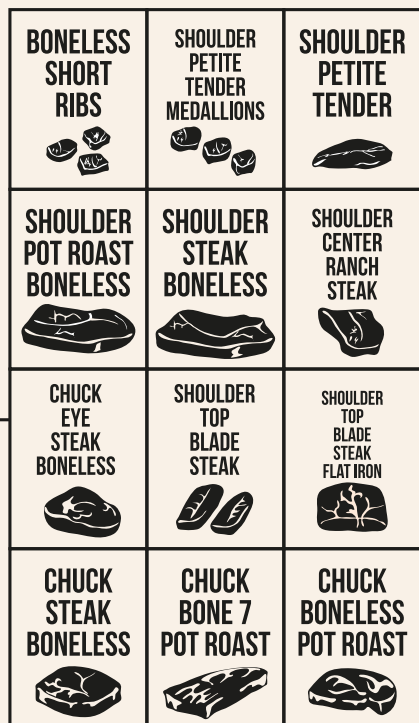 BONELESS
SHORT
RIBS
SHOULDER
PETITE
TENDER
MEDALLIONS
SHOULDER
PETITE
TENDER
SHOULDER
POT ROAST
BONELESS
SHOULDER
STEAK
BONELESS
SHOULDER
CENTER
RANCH
STEAK
CHUCK
EYE
STEAK
BONELESS
SHOULDER
TOP
BLADE
STEAK
SHOULDER
TOP
BLADE
STEAK
FLAT IRON
CHUCK
STEAK
BONELESS
CHUCK
BONE 7
POT ROAST
CHUCK
BONELESS
POT ROAST